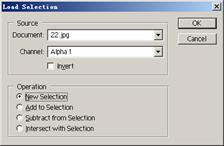 Load Selection
Source
OK
Document: 22.jpg
Cancel
Channel: Alpha 1
Invert
Operation
New Selection
Add to Selection
Subtract from Selection
Intersect with Selection